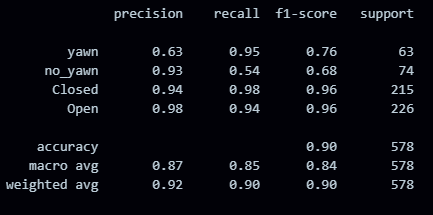 precision recall f1-score support
yawn 0.63 0.95 0.76 63
no_yawn 0.93 0.54 0.68 74
Closed 0.94 0.98 0.96 215
Open 0.98 0.94 0.96 226
accuracy 0.90 578
macro avg 0.87 0.85 0.84 578
weighted avg 0.92 0.90 0.90 578